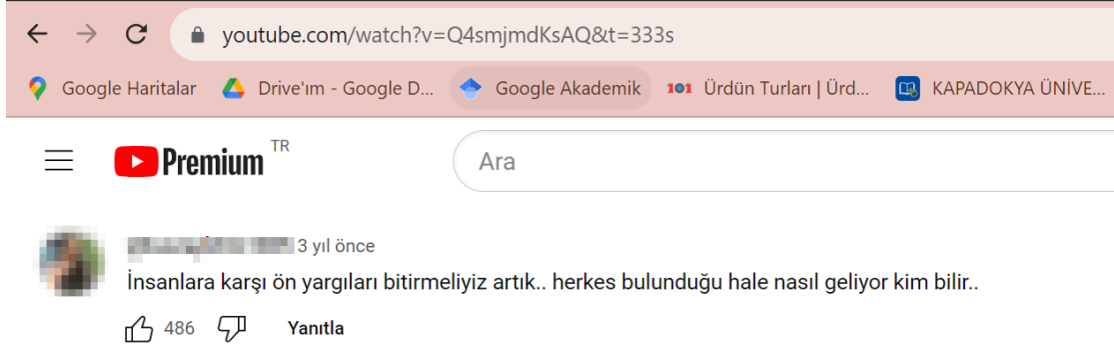 youtube.com/watch?v=Q4smjmdKsAQ&t=333s
Google Haritalar Drive'ım - Google D... Google Akademik 101 Ürdün Turları | Ürd... KAPADOKYA ÜNİVE...
Premium TR Ara
3 yıl önce
İnsanlara karşı ön yargıları bitirmeliyiz artık.. herkes bulunduğu hale nasıl geliyor kim bilir..
486 Yanıtla